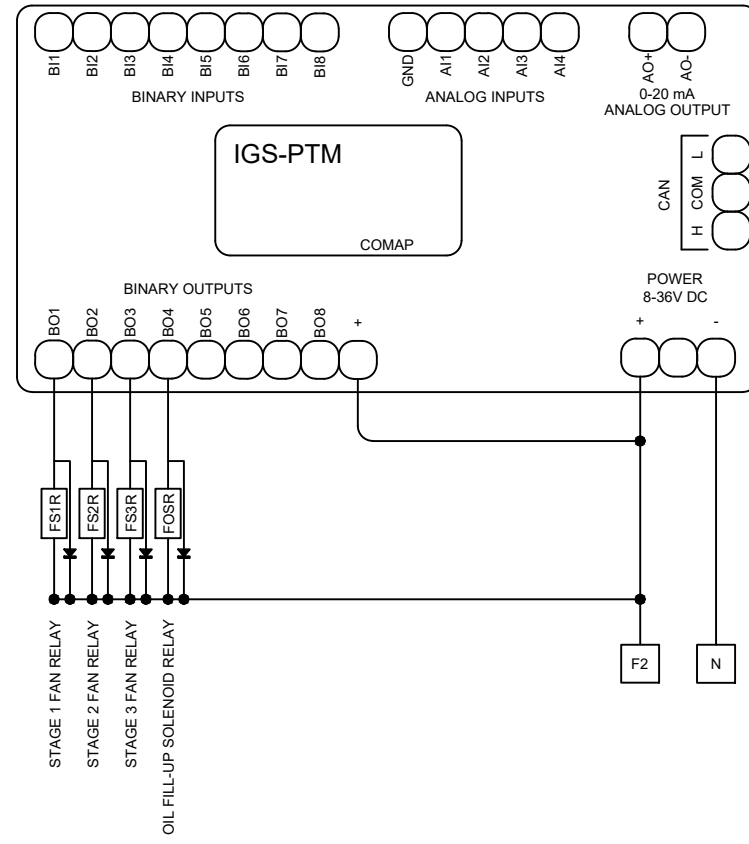 BI1 BI2 BI3 BI4 BI5 BI6 BI7 BI8
BINARY INPUTS
GND AI1 AI2 AI3 AI4
ANALOG INPUTS
AO+ AO-
0-20 mA
ANALOG OUTPUT
IGS-PTM
COMAP
CAN
L
COM
H
BINARY OUTPUTS
BO1 BO2 BO3 BO4 BO5 BO6 BO7 BO8 +
POWER
8-36V DC
+ -
FS1R
FS2R
FS3R
FOSR
STAGE 1 FAN RELAY
STAGE 2 FAN RELAY
STAGE 3 FAN RELAY
OIL FILL-UP SOLENOID RELAY
F2
N